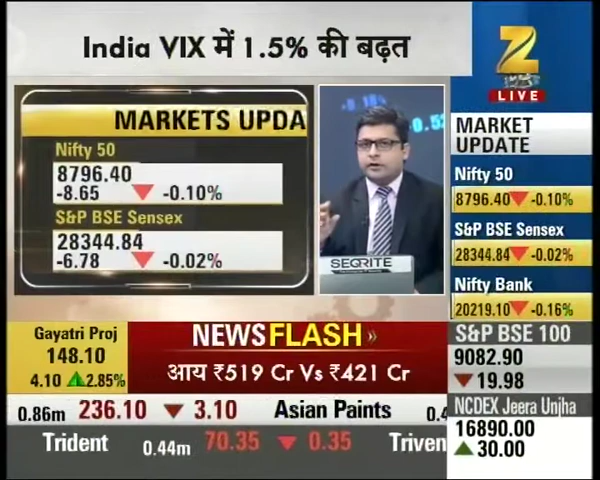 India VIX में 1.5% की बढ़त
LIVE
MARKETS UPDA
Nifty 50
8796.40
-8.65 -0.10%
S&P BSE Sensex
28344.84
-6.78 -0.02%
SEQRITE
MARKET
UPDATE
Nifty 50
8796.40 -0.10%
S&P BSE Sensex
28344.84 -0.02%
Nifty Bank
20219.10 -0.16%
S&P BSE 100
9082.90
19.98
NCDEX Jeera Unjha
16890.00
30.00
Gayatri Proj
148.10
4.10 2.85%
NEWSFLASH »
आय ₹519 Cr Vs ₹421 Cr
0.86m 236.10 3.10 Asian Paints 0.4
Trident 0.44m 70.35 0.35 Triven